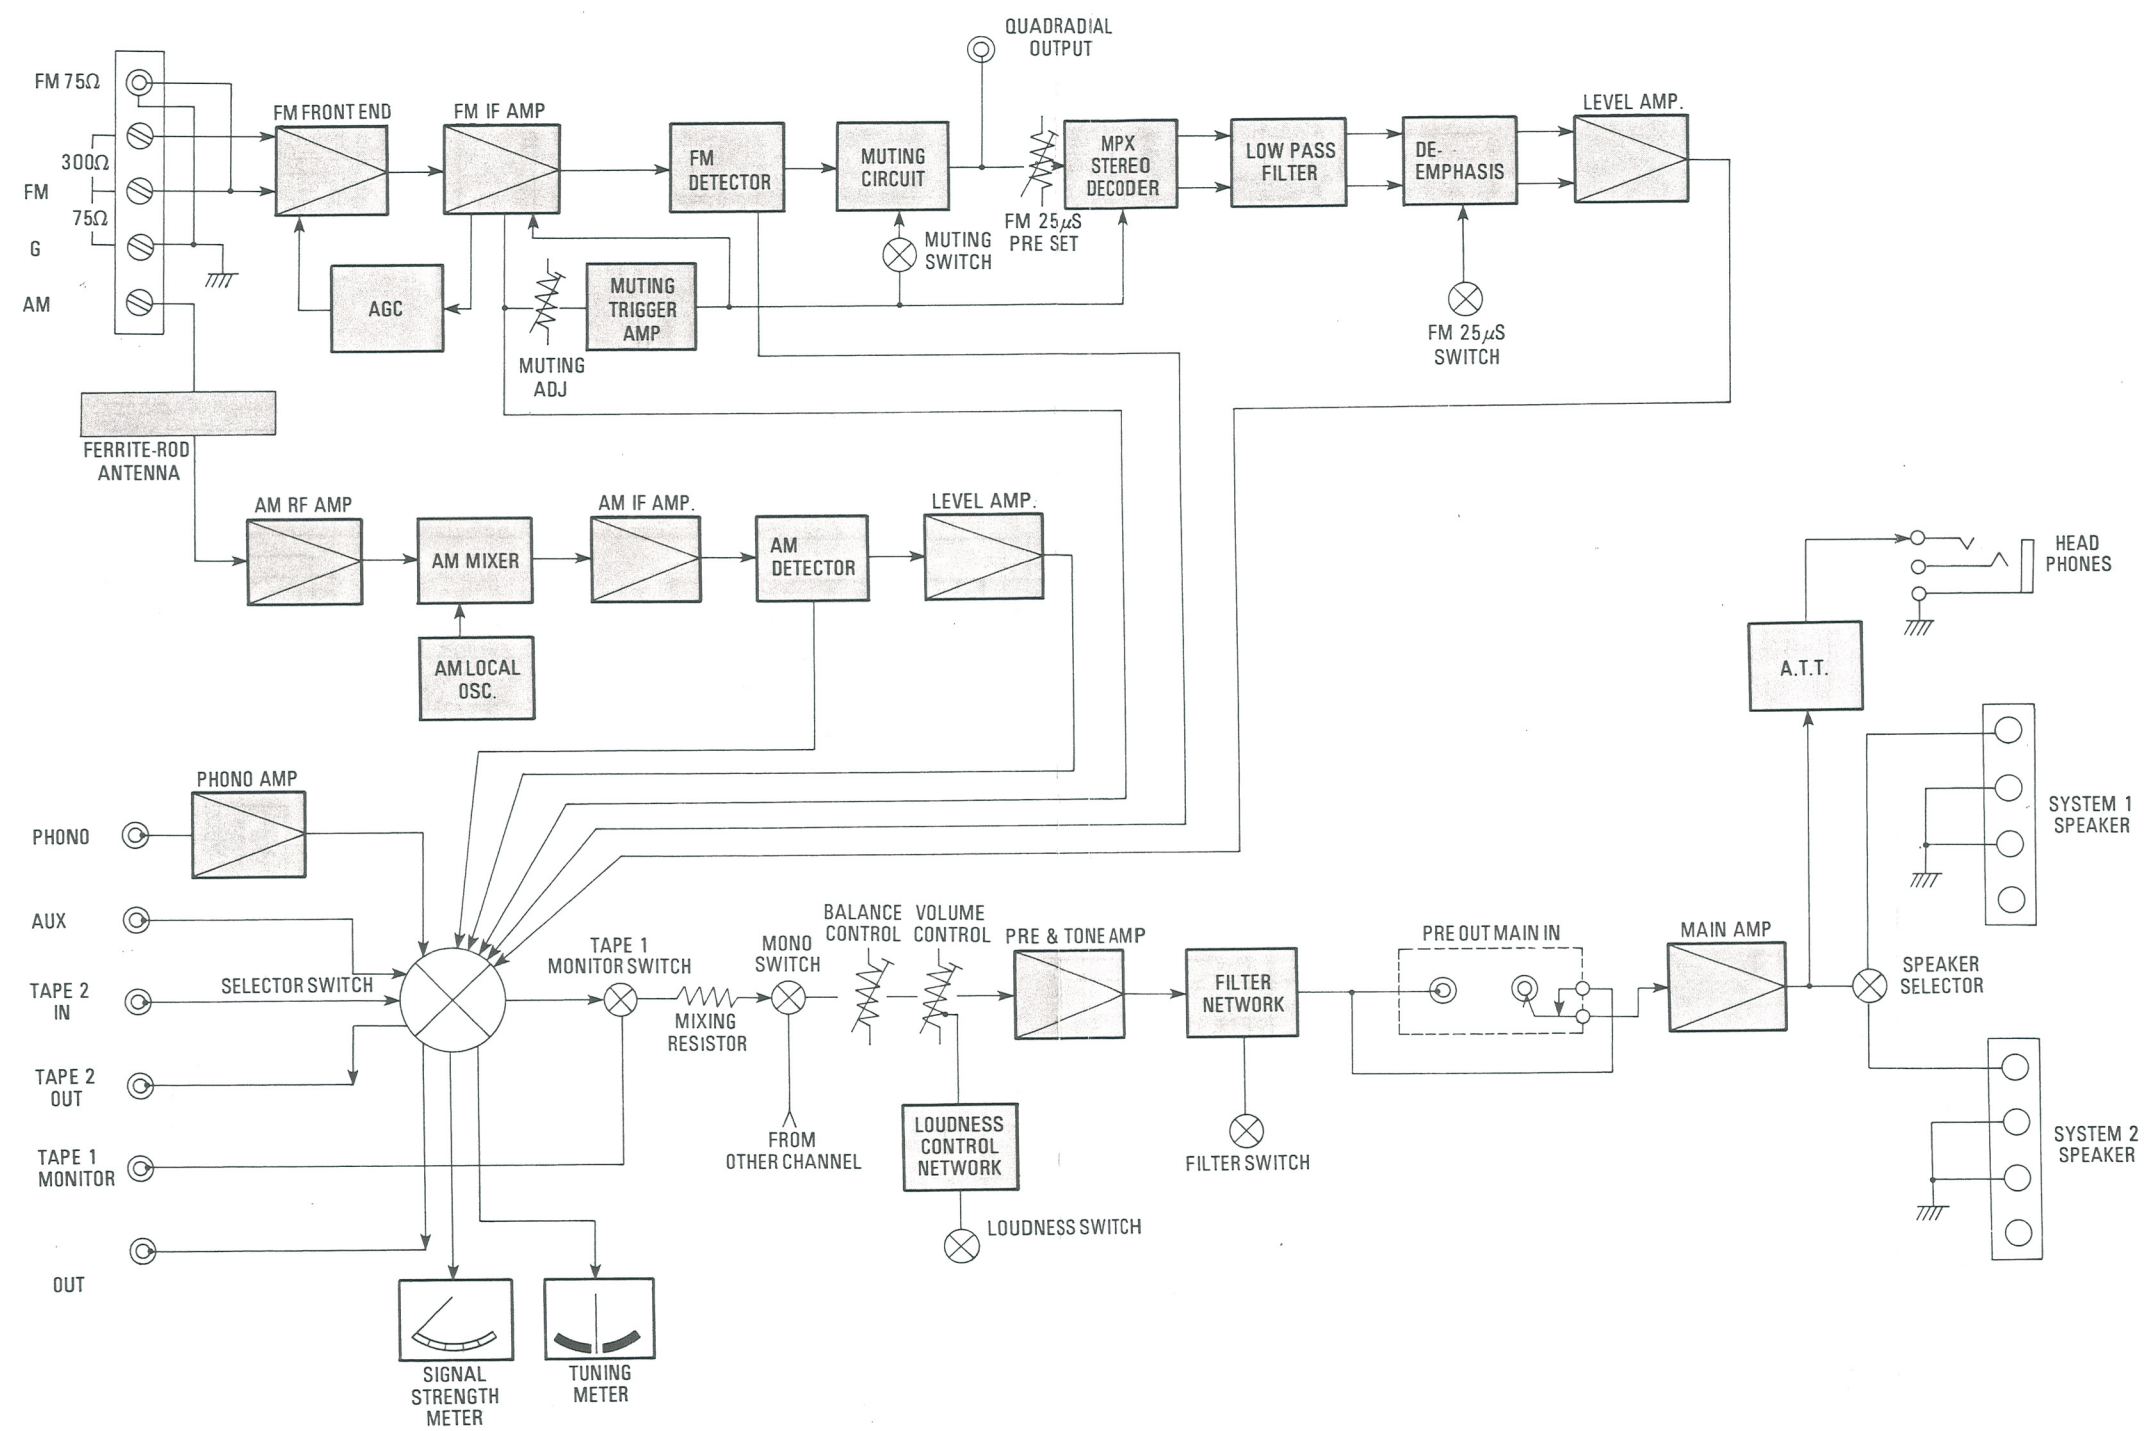 QUADRADIAL
OUTPUT
FM 75Ω
300Ω
FM
75Ω
G
AM
FM FRONT END
FM IF AMP
FM
DETECTOR
MUTING
CIRCUIT
MPX
STEREO
DECODER
LOW PASS
FILTER
DE-
EMPHASIS
LEVEL AMP.
AGC
MUTING
ADJ
MUTING
TRIGGER
AMP
MUTING
SWITCH
FM 25μS
PRE SET
FM 25μS
SWITCH
FERRITE-ROD
ANTENNA
AM RF AMP
AM MIXER
AM LOCAL
OSC.
AM IF AMP.
AM
DETECTOR
LEVEL AMP.
HEAD
PHONES
A.T.T.
SYSTEM 1
SPEAKER
PHONO AMP
PHONO
AUX
TAPE 2
IN
SELECTOR SWITCH
TAPE 2
OUT
TAPE 1
MONITOR
OUT
TAPE 1
MONITOR SWITCH
MIXING
RESISTOR
MONO
SWITCH
FROM
OTHER CHANNEL
BALANCE
CONTROL
VOLUME
CONTROL
LOUDNESS
CONTROL
NETWORK
LOUDNESS SWITCH
PRE & TONE AMP
FILTER
NETWORK
FILTER SWITCH
PRE OUT MAIN IN
MAIN AMP
SPEAKER
SELECTOR
SYSTEM 2
SPEAKER
SIGNAL
STRENGTH
METER
TUNING
METER